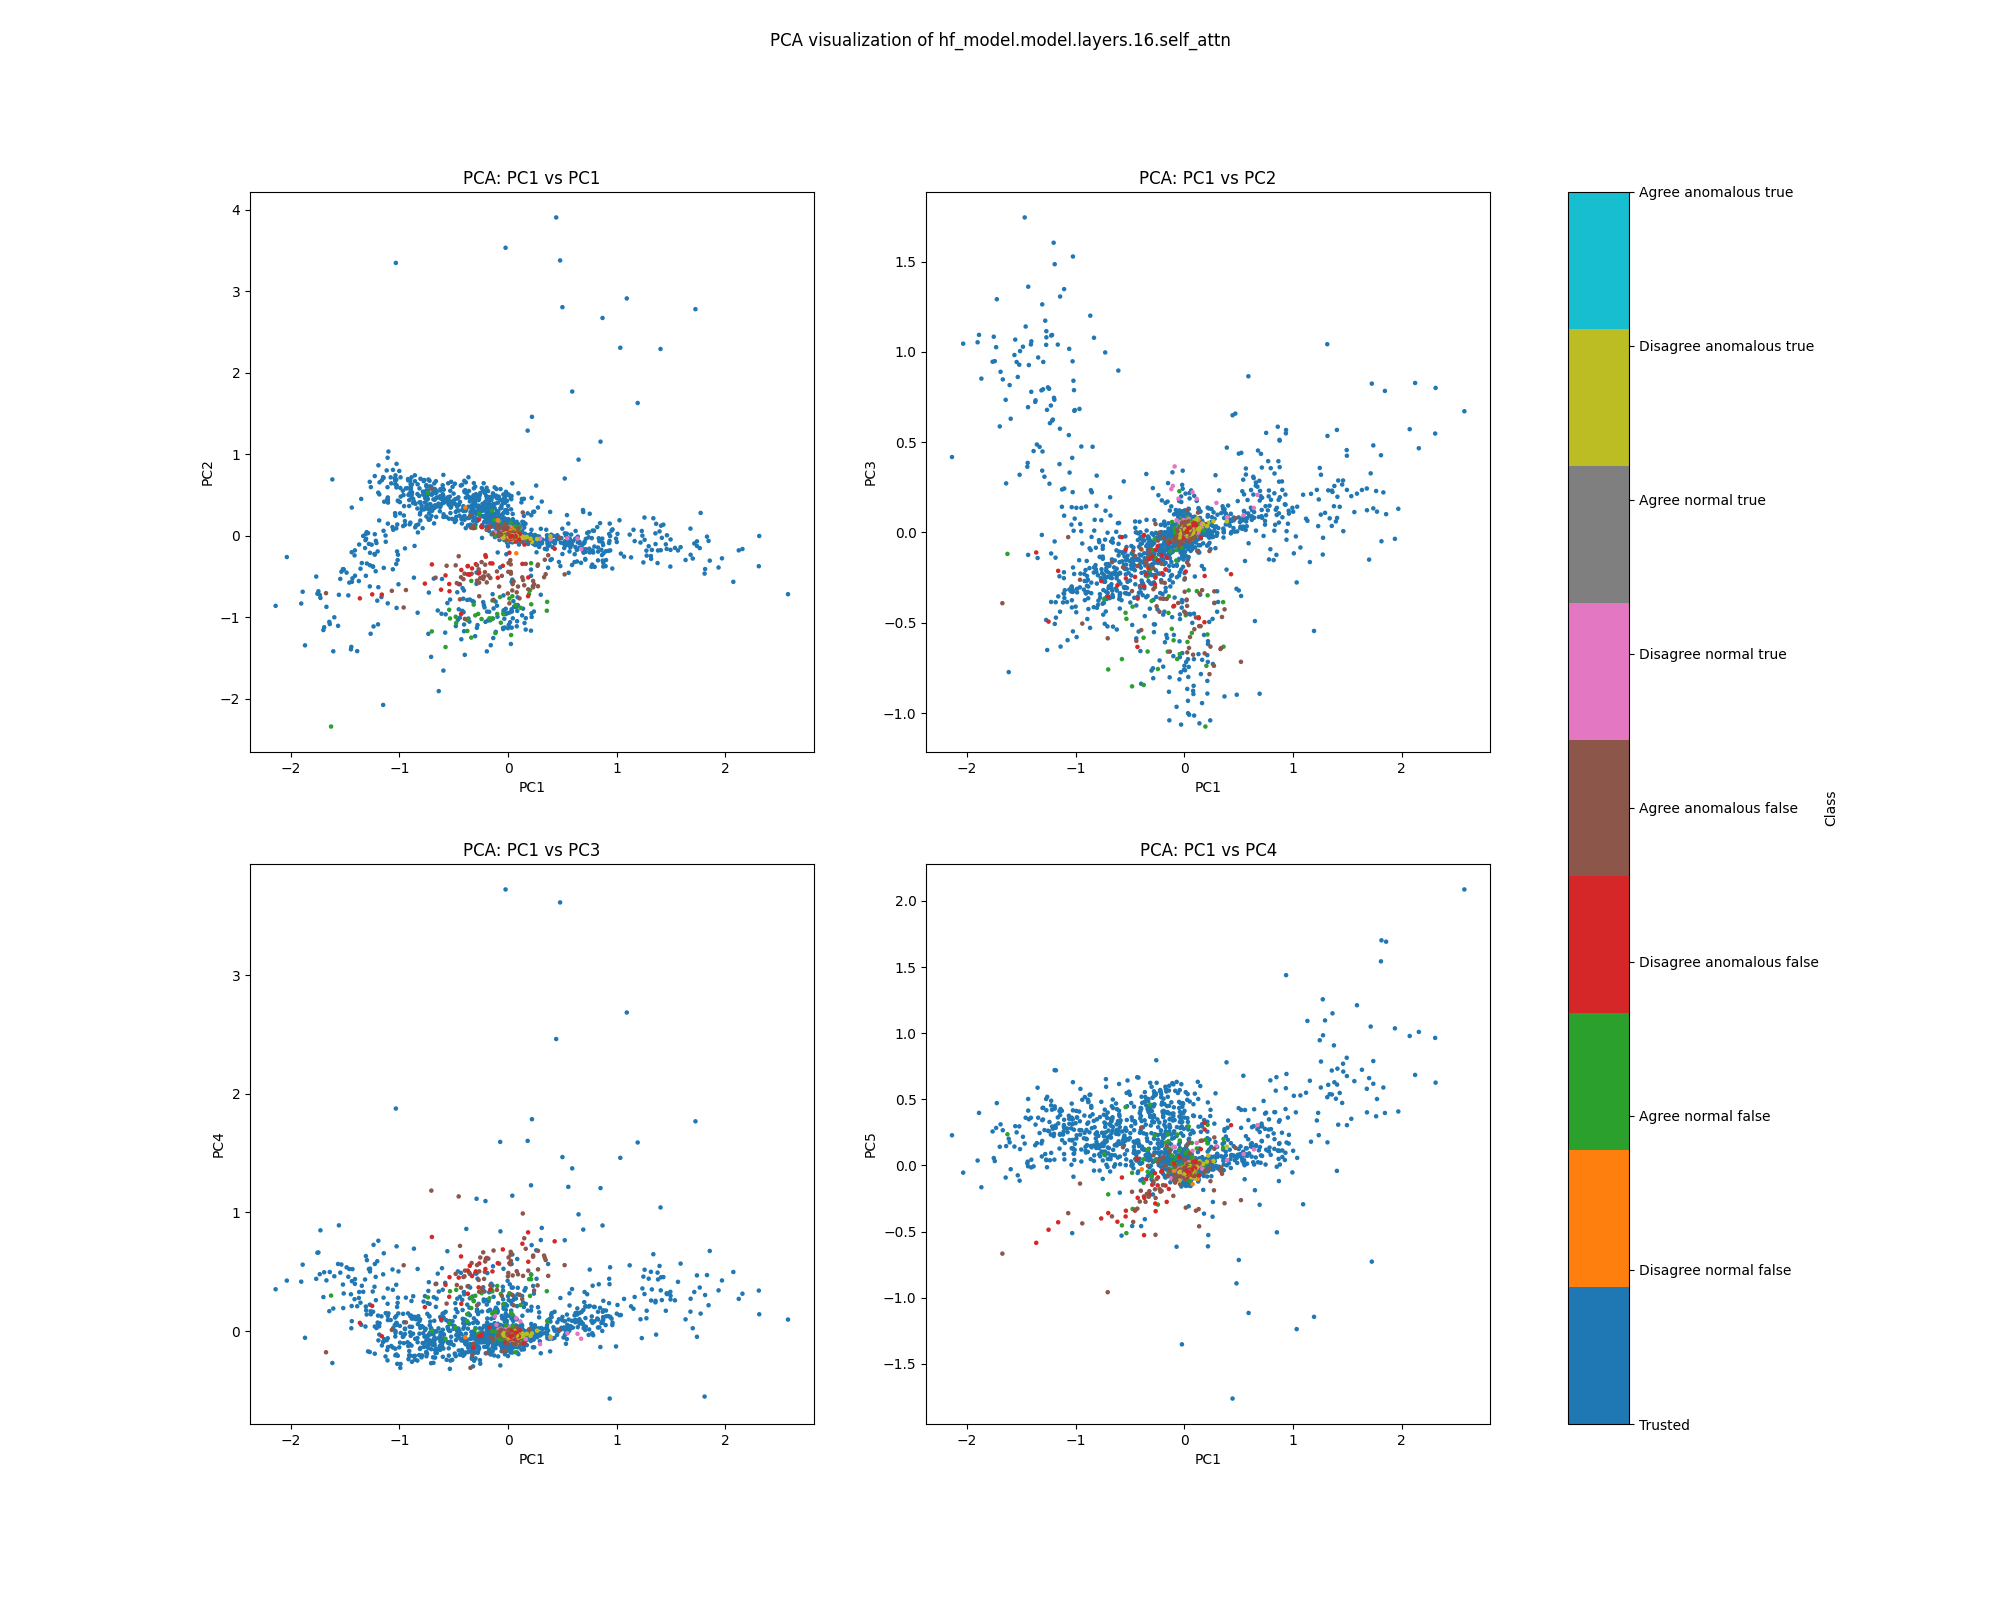 PCA visualization of hf_model.model.layers.16.self_attn
PCA: PC1 vs PC1
4
3
2
1
0
−1
−2
PC2
−2
−1
0
1
2
PC1
PCA: PC1 vs PC2
1.5
1.0
0.5
0.0
−0.5
−1.0
PC3
−2
−1
0
1
2
PC1
PCA: PC1 vs PC3
3
2
1
0
PC4
−2
−1
0
1
2
PC1
PCA: PC1 vs PC4
2.0
1.5
1.0
0.5
0.0
−0.5
−1.0
−1.5
PC5
−2
−1
0
1
2
PC1
Agree anomalous true
Disagree anomalous true
Agree normal true
Disagree normal true
Agree anomalous false
Disagree anomalous false
Agree normal false
Disagree normal false
Trusted
Class